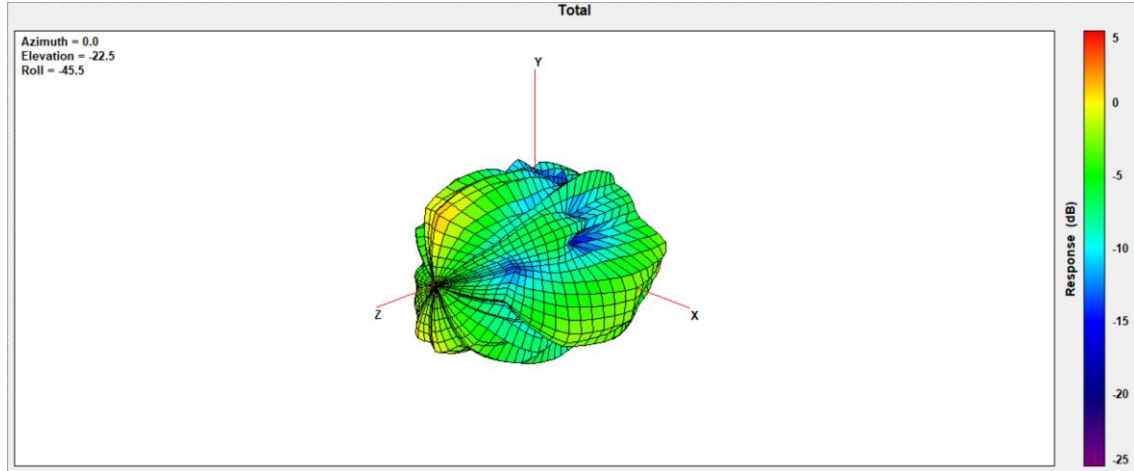 Total
Azimuth = 0.0
Elevation = -22.5
Roll = -45.5
Y
Z
X
5
0
-5
-10
-15
-20
-25
Response (dB)